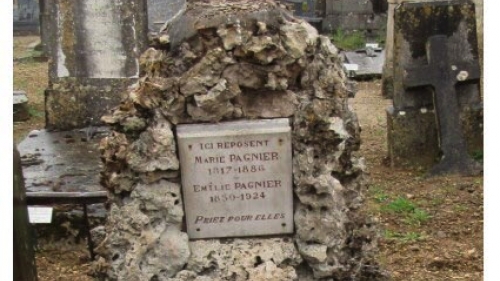 ICI REPOSENT
MARIE PAGNIER
1817-1886
EMILIE PAGNIER
1850-1924
PRIEZ POUR ELLES